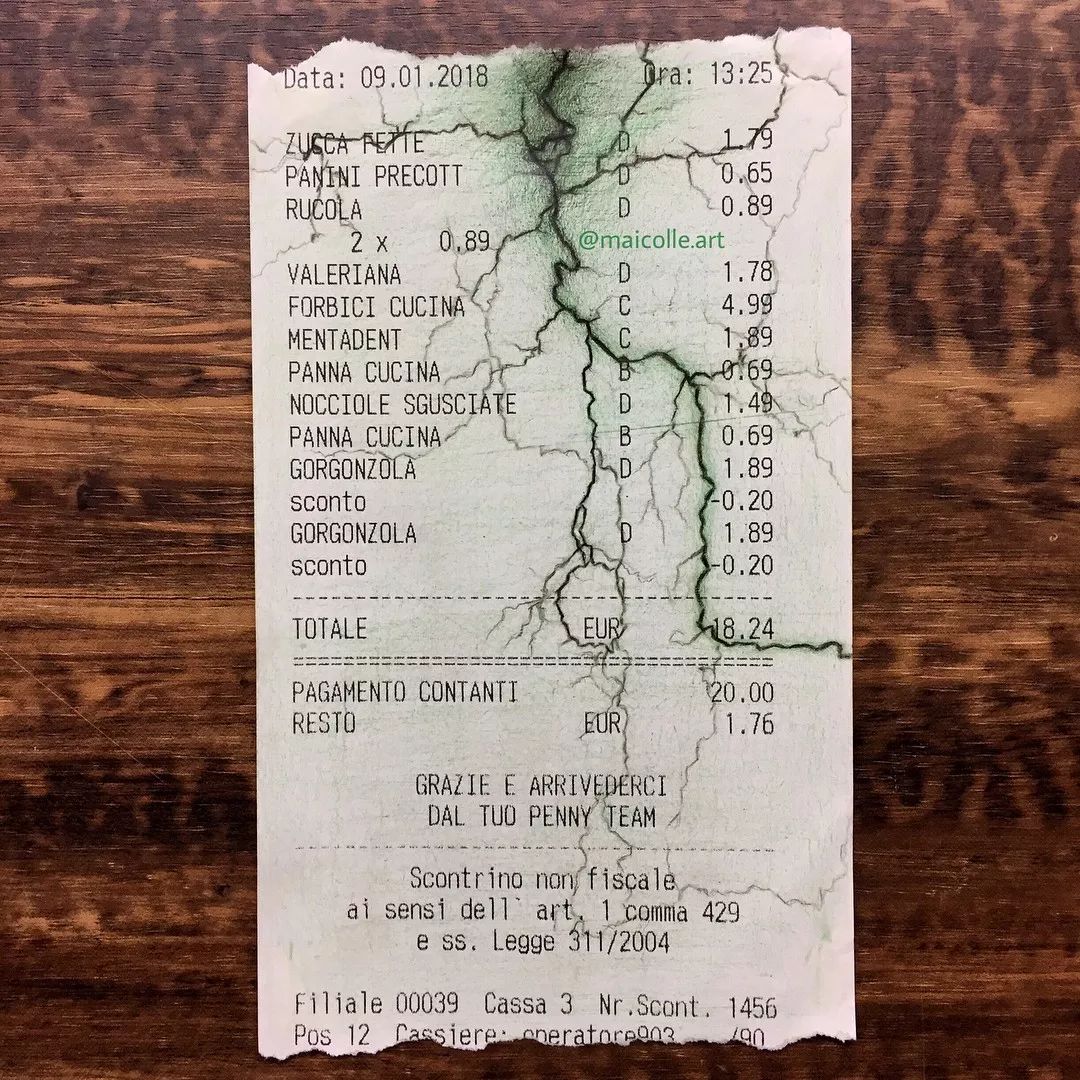 Data: 09.01.2018 Ora: 13:25
ZUCCA FETTE D 1.79
PANINI PRECOTT D 0.65
RUCOLA D 0.89
2 x 0.89
@maicolle.art
VALERIANA D 1.78
FORBICI CUCINA C 4.99
MENTADENT C 1.89
PANNA CUCINA B 0.69
NOCCIOLE SGUSCIATE D 1.49
PANNA CUCINA B 0.69
GORGONZOLA D 1.89
sconto -0.20
GORGONZOLA D 1.89
sconto -0.20
TOTALE EUR 18.24
PAGAMENTO CONTANTI 20.00
RESTO EUR 1.76
GRAZIE E ARRIVEDERCI
DAL TUO PENNY TEAM
Scontrino non fiscale
ai sensi dell` art. 1 comma 429
e ss. Legge 311/2004
Filiale 00039 Cassa 3 Nr.Scont. 1456
Pos 12 Cassiere: operatore903 /90